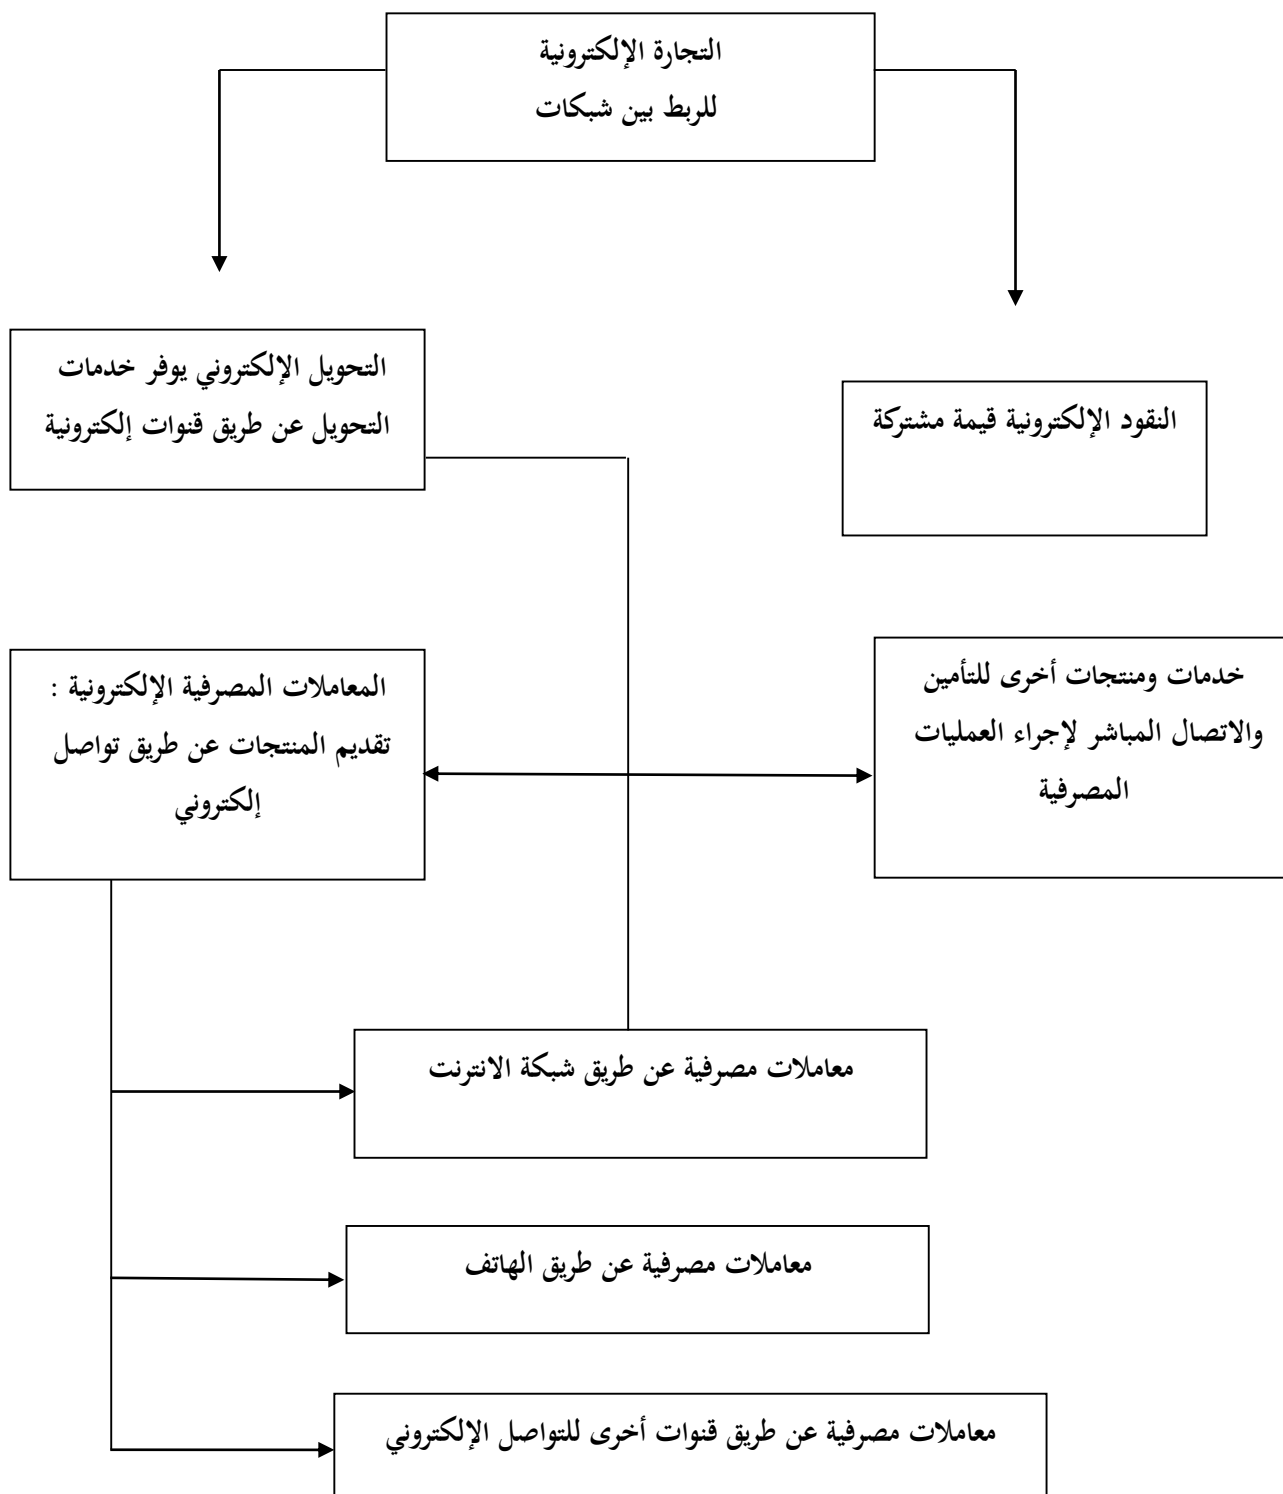 التجارة الإلكترونية
للربط بين شبكات
النقود الإلكترونية قيمة مشتركة
التحويل الإلكتروني يوفر خدمات
التحويل عن طريق قنوات إلكترونية
خدمات ومنتجات أخرى للتأمين
والاتصال المباشر لإجراء العمليات
المصرفية
المعاملات المصرفية الإلكترونية :
تقديم المنتجات عن طريق تواصل
إلكتروني
معاملات مصرفية عن طريق شبكة الانترنت
معاملات مصرفية عن طريق الهاتف
معاملات مصرفية عن طريق قنوات أخرى للتواصل الإلكتروني